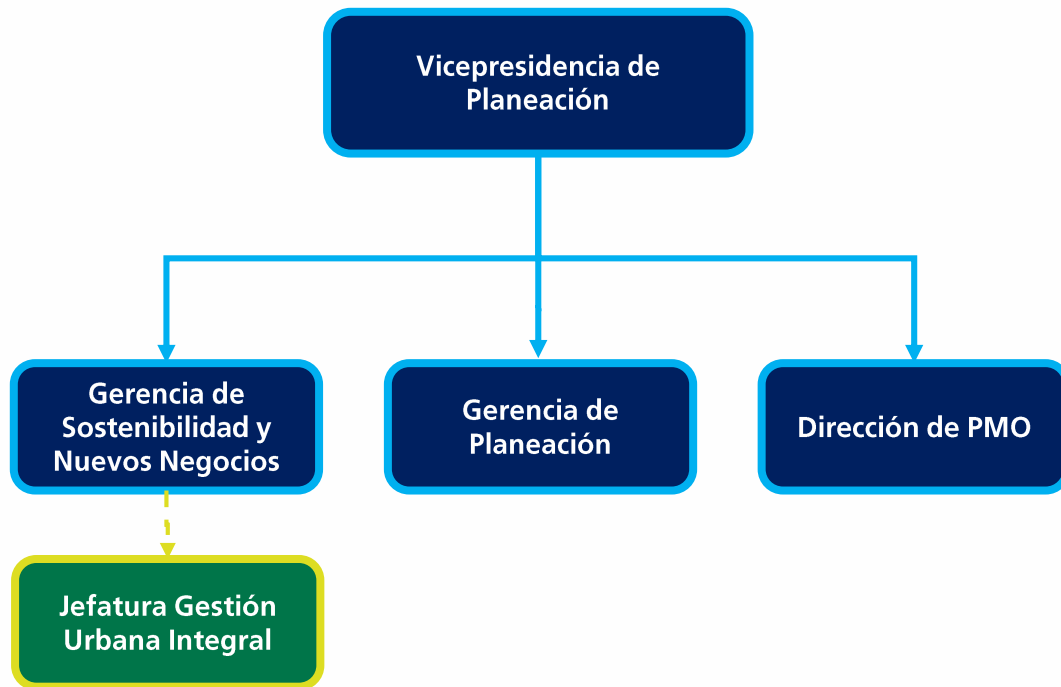 Vicepresidencia de
Planeación
Gerencia de
Sostenibilidad y
Nuevos Negocios
Gerencia de
Planeación
Dirección de PMO
Jefatura Gestión
Urbana Integral